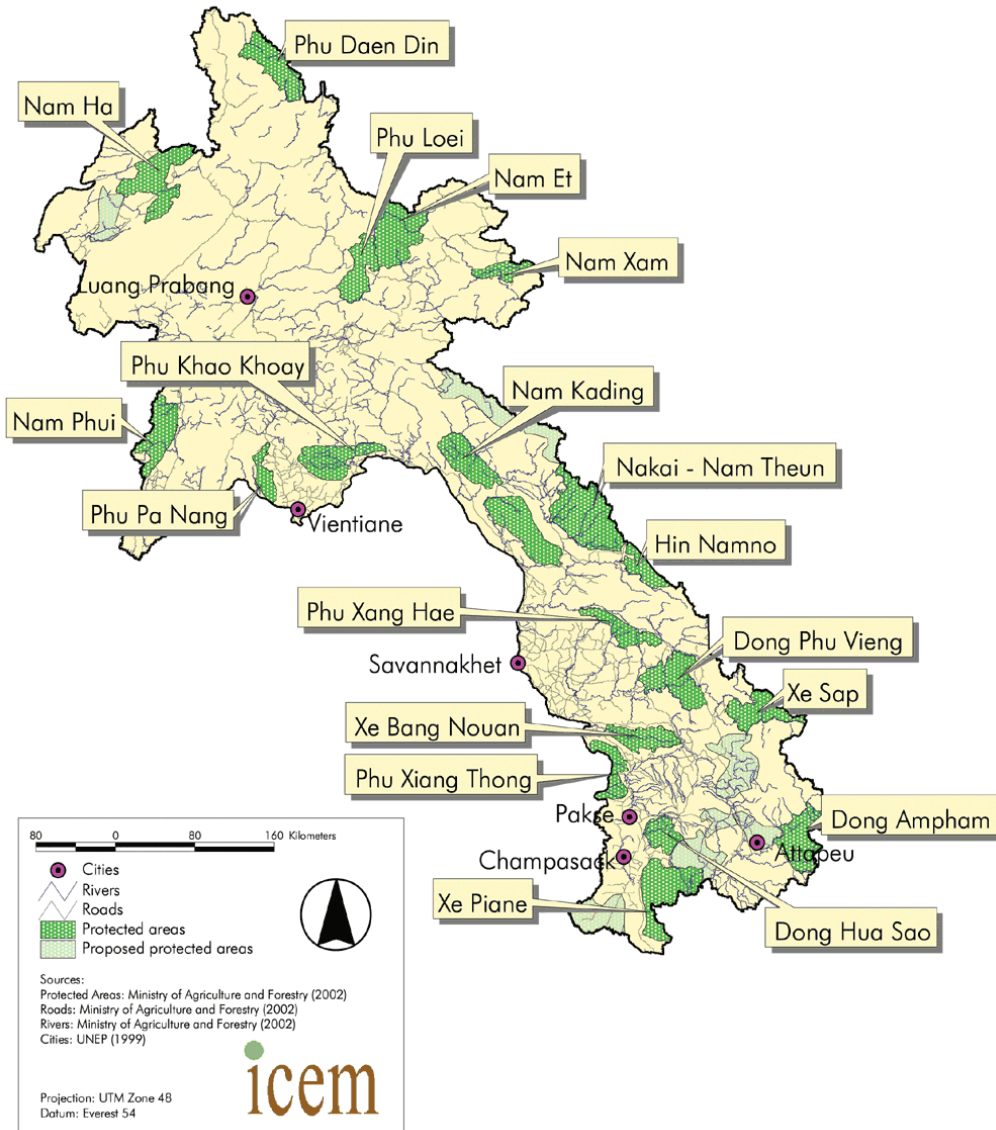 Phu Daen Din
Nam Ha
Phu Loei
Nam Et
Nam Xam
Luang Prabang
Phu Khao Khoay
Nam Kading
Nam Phui
Nakai - Nam Theun
Phu Pa Nang
Vientiane
Hin Namno
Phu Xang Hae
Dong Phu Vieng
Savannakhet
Xe Sap
Xe Bang Nouan
Phu Xiang Thong
Pakse
Dong Ampham
Champasack
Attapeu
Xe Piane
Dong Hua Sao
80 0 80 160 Kilometers
Cities
Rivers
Roads
Protected areas
Proposed protected areas
Sources:
Protected Areas: Ministry of Agriculture and Forestry (2002)
Roads: Ministry of Agriculture and Forestry (2002)
Rivers: Ministry of Agriculture and Forestry (2002)
Cities: UNEP (1999)
icem
Projection: UTM Zone 48
Datum: Everest 54